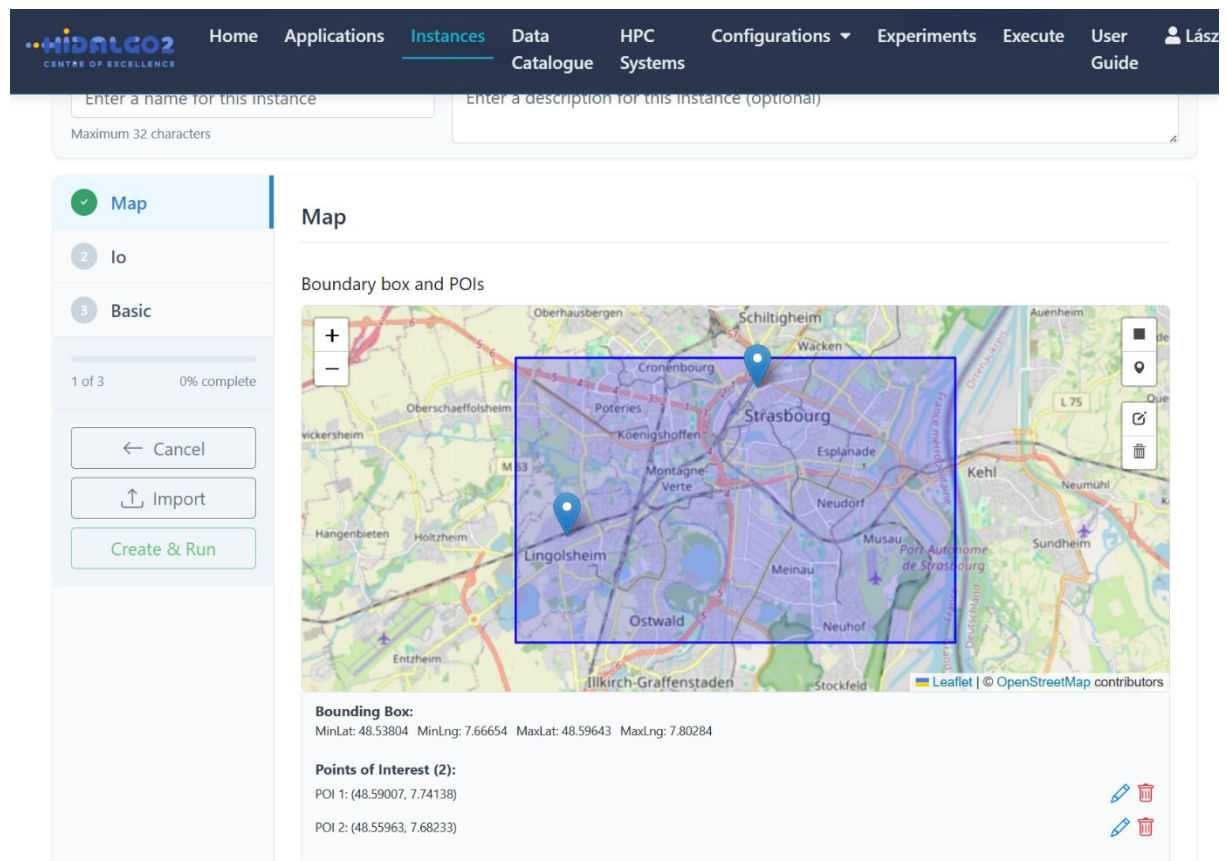 HiDALGO2
CENTRE OF EXCELLENCE
Home
Applications
Instances
Data Catalogue
HPC Systems
Configurations
Experiments
Execute
User Guide
Lász
Enter a name for this instance
Enter a description for this instance (optional)
Maximum 32 characters
Map
2 Io
3 Basic
1 of 3 0% complete
← Cancel
Import
Create & Run
Map
Boundary box and POIs
+
−
Oberhausbergen
Schiltigheim
Auenheim
Wacken
Cronenbourg
Oberschaeffolsheim
Poteries
Strasbourg
L 75
Koenigshoffen
Esplanade
M 63
Montagne-
Verte
Kehl
Neumühl
Neudorf
Hangenbieten
Holtzheim
Musau
Sundheim
Lingolsheim
Port Autonome
de Strasbourg
Meinau
Ostwald
Neuhof
Entzheim
Illkirch-Graffenstaden
Stockfeld
France métropolitaine
France
Deutschland
Leaflet | © OpenStreetMap contributors
Bounding Box:
MinLat: 48.53804 MinLng: 7.66654 MaxLat: 48.59643 MaxLng: 7.80284
Points of Interest (2):
POI 1: (48.59007, 7.74138)
POI 2: (48.55963, 7.68233)